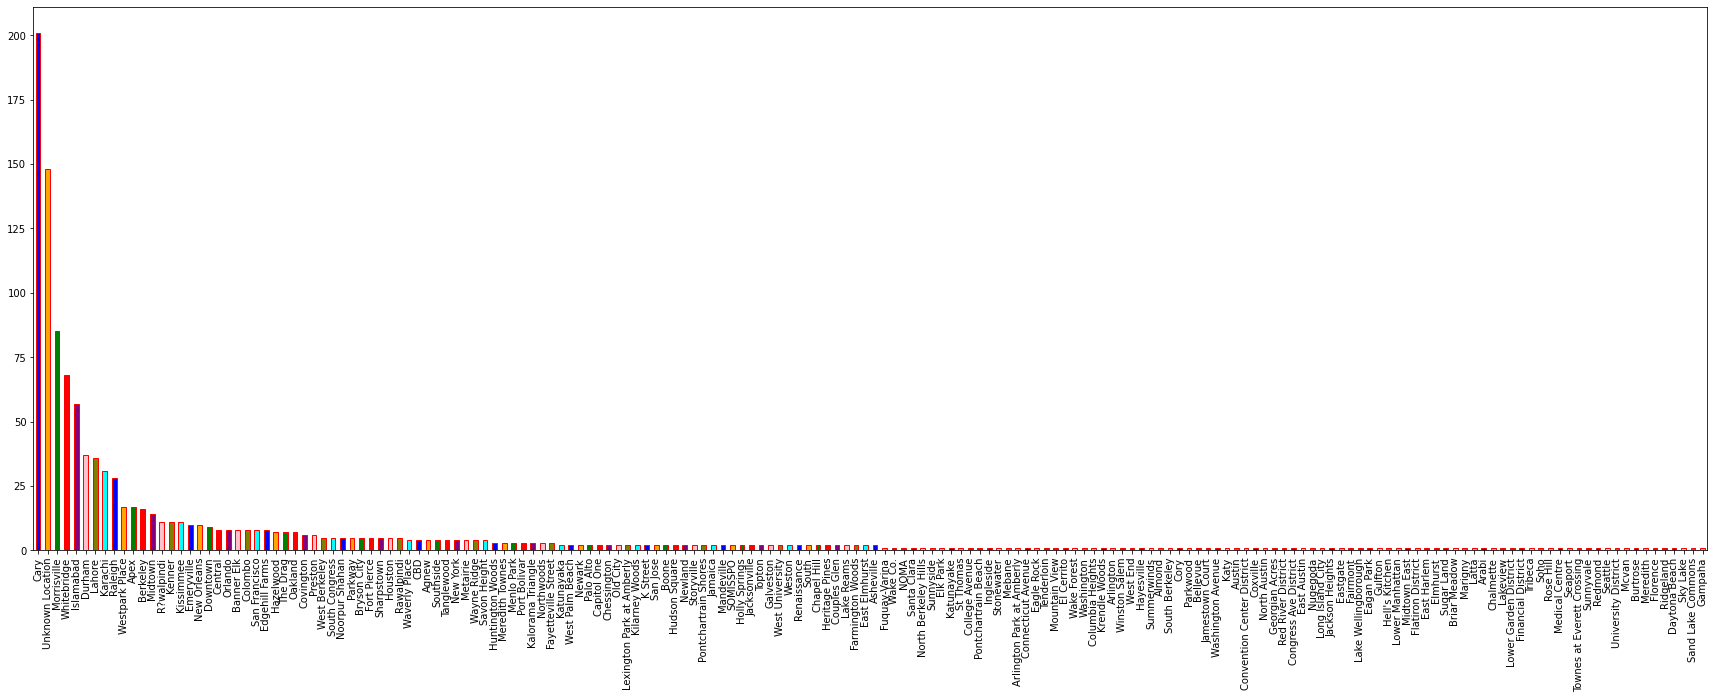 200
175
150
125
100
75
50
25
0
Cary
Unknown Location
Morrisville
Whitebridge
Islamabad
Durham
Lahore
Karachi
Raleigh
Westpark Place
Apex
Berkeley
Midtown
R?walpindi
Kenner
Kissimmee
Emeryville
New Orleans
Downtown
Central
Orlando
Banner Elk
Colombo
San Francisco
Edgehill Farms
Hazelwood
The Drag
Oakland
Covington
Preston
West Berkeley
South Congress
Noorpur Shahan
Parkway
Bryson City
Fort Pierce
Sharpstown
Houston
Rawalpindi
Waverly Place
CBD
Agnew
Southside
Tanglewood
New York
Metairie
Wayne Ridge
Savon Height
Huntington Woods
Meredith Townes
Menlo Park
Port Bolivar
Kalorama Triangle
Northwoods
Fayetteville Street
Katunayaka
West Palm Beach
Newark
Palo Alto
Capitol One
Chessington
Old City
Lexington Park at Amberly
Kilarney Woods
K Street
San Jose
Boone
Hudson Square
Newland
Storyville
Pontchartrain Shores
Jamaica
Mandeville
Holly Springs
Jacksonville
Topton
Galveston
West University
Weston
Renaissance
South
Chapel Hill
Heritage Pines
Couples Glen
Lake Reams
Farmington Woods
East Elmhurst
Asheville
Fuquay-Varina
Wake Co.
NOMA
Santa Clara
North Berkeley Hills
Sunnyside
Elk Park
Katunayake
St Thomas
College Avenue
Pontchartrain Beach
Ingleside
Stonewater
Mebane
Arlington Park at Amberly
Connecticut Avenue
Eagle Rock
Tenderloin
Mountain View
El Cerrito
Wake Forest
Washington
Columbia Heights
Krendle Woods
Arlington
Winston Salem
West End
Hayesville
Summerwind
Almond
South Berkeley
Cory
Parkwood
Bellevue
Jamestown Court
Washington Avenue
Katy
Austin
Convention Center District
Coxville
North Austin
Georgian Acres
Red River District
Congress Ave District
East Austin
Nugegoda
Long Island City
Jackson Heights
Eastgate
Fairmont
Lake Wellingborough
Eagan Park
Gulfton
Hell's Kitchen
Lower Manhattan
Midtown East
Flatiron District
East Harlem
Elmhurst
Sugar Land
Briar Meadow
Marigny
Latta
Arabi
Chalmette
Lakeview
Lower Garden District
Financial District
Tribeca
Soho
Rose Hill
Medical Centre
Seaport
Townes at Everett Crossing
Sunnyvale
Redmond
Seattle
University District
Mcvan
Burtrose
Meredith
Florence
Ridgeland
Daytona Beach
Sky Lake
Sand Lake Commons
Gampaha